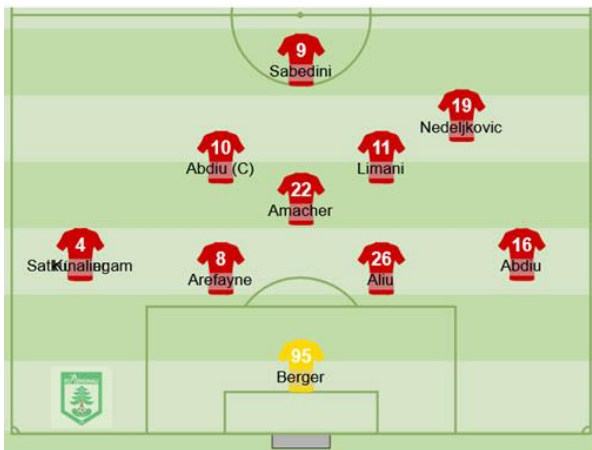 9
Sabedini
19
Nedeljkovic
10
Abdiu (C)
11
Limani
22
Amacher
4
8
Arefayne
26
Aliu
16
Abdiu
95
Berger